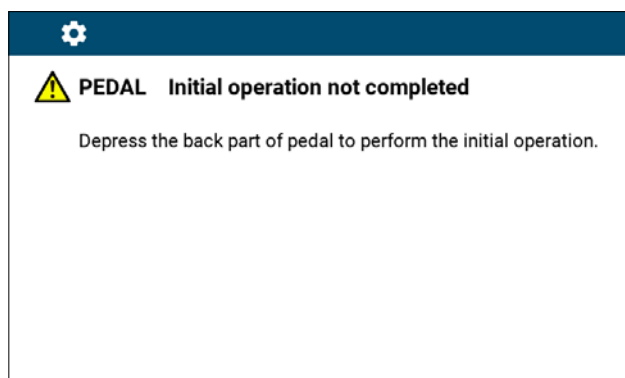 PEDAL Initial operation not completed
Depress the back part of pedal to perform the initial operation.